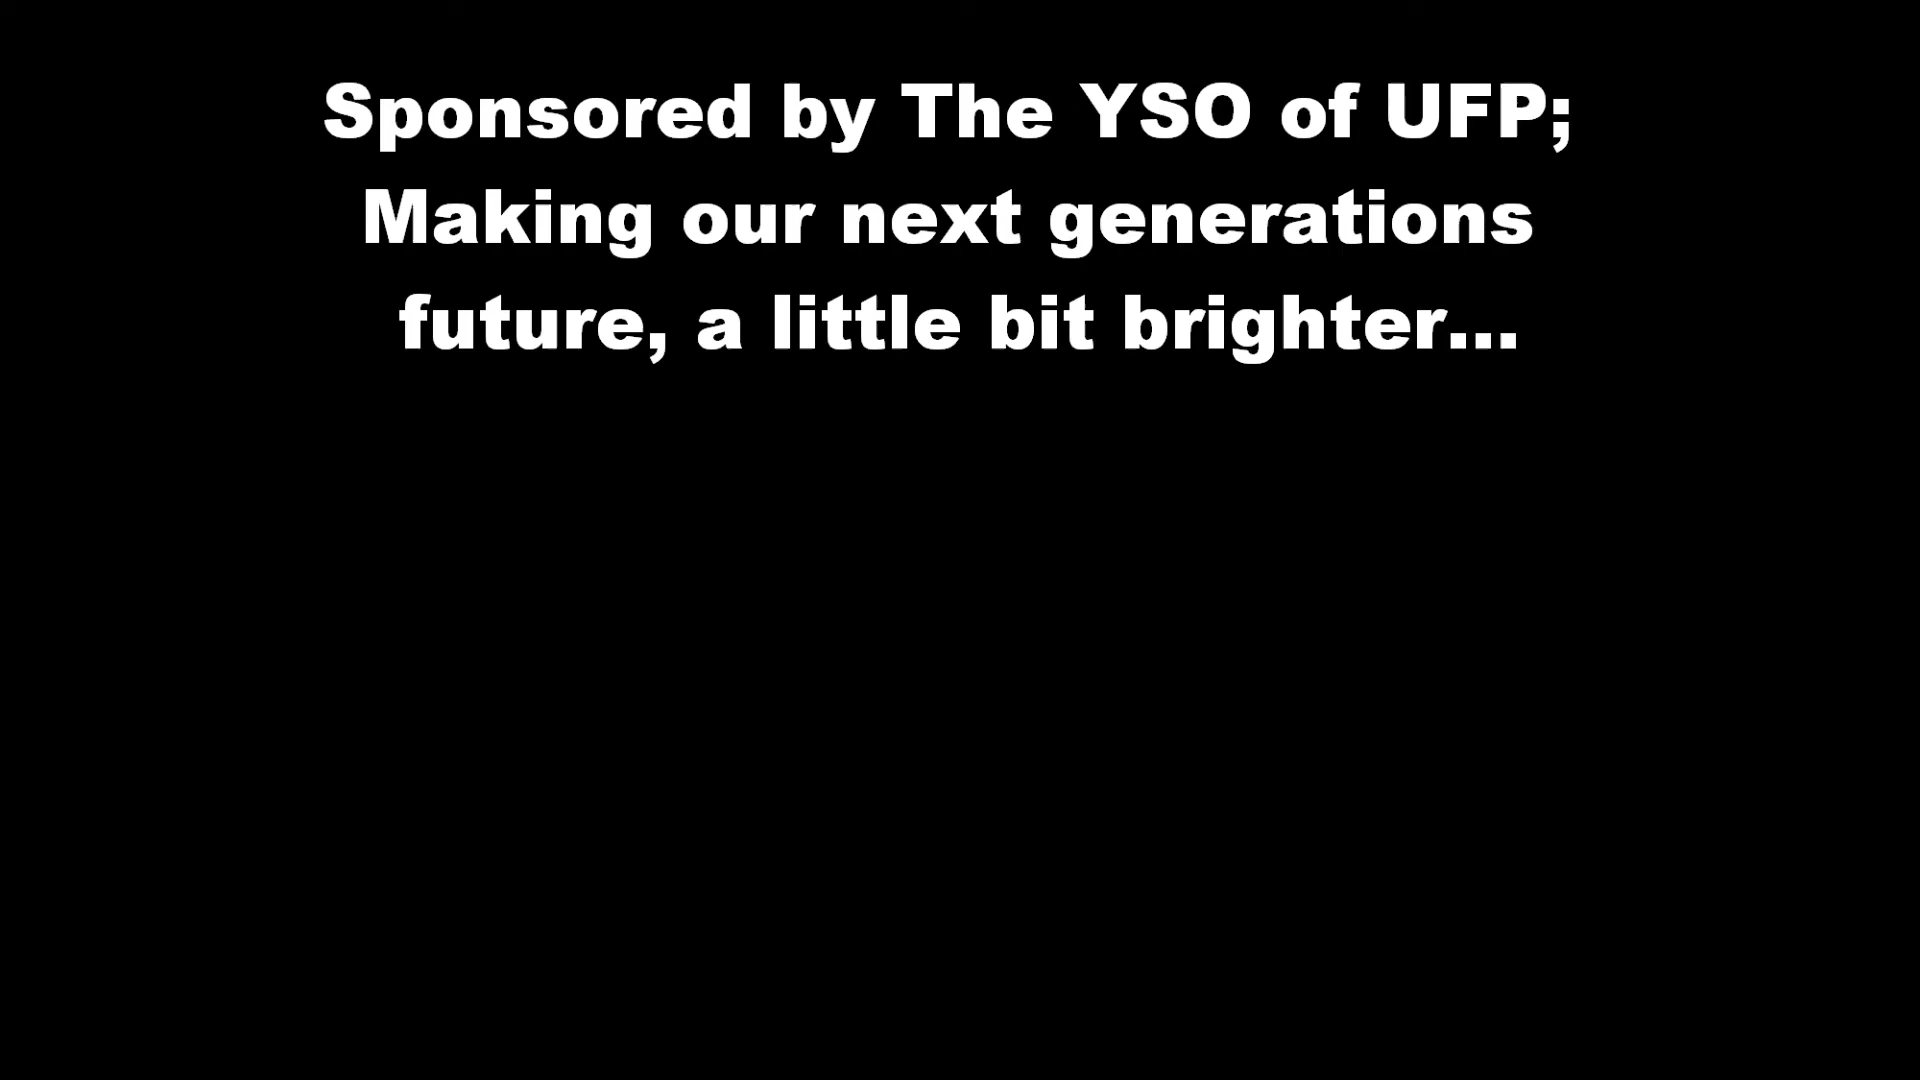 Sponsored by The YSO of UFP;
Making our next generations
future, a little bit brighter...